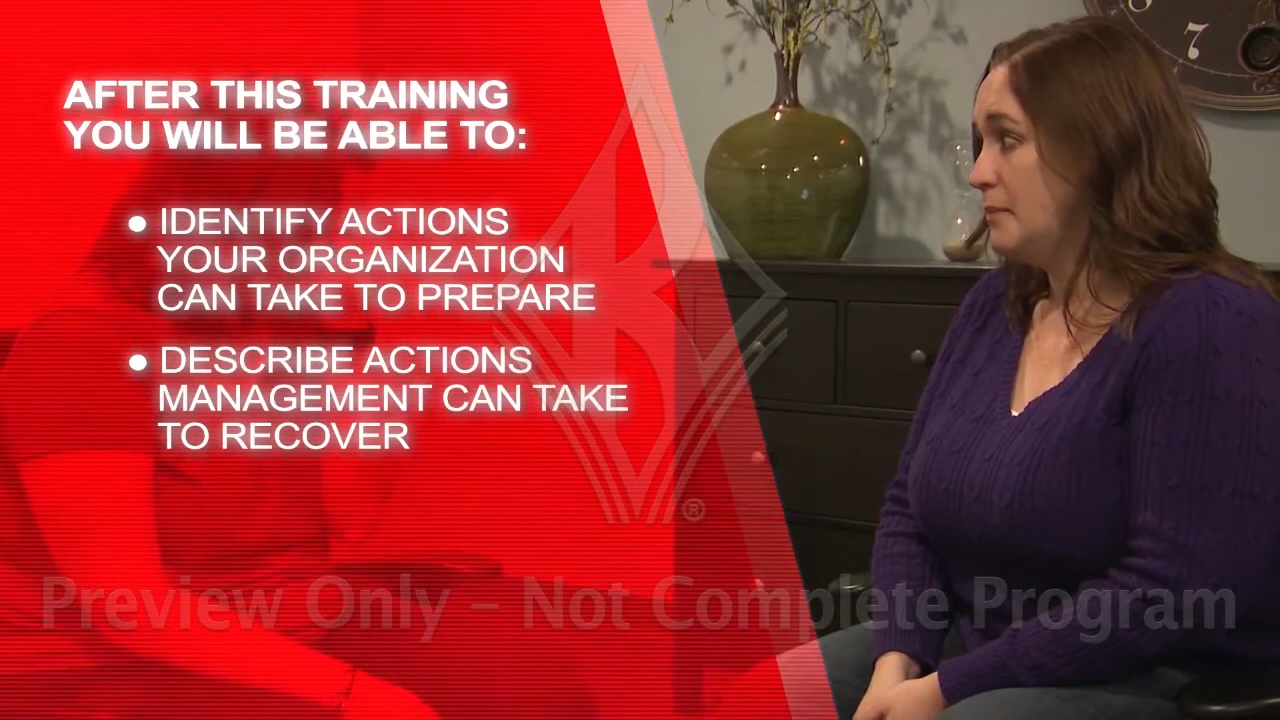 AFTER THIS TRAINING
YOU WILL BE ABLE TO:
● IDENTIFY ACTIONS
YOUR ORGANIZATION
CAN TAKE TO PREPARE
● DESCRIBE ACTIONS
MANAGEMENT CAN TAKE
TO RECOVER
®
Preview Only – Not Complete Program
7